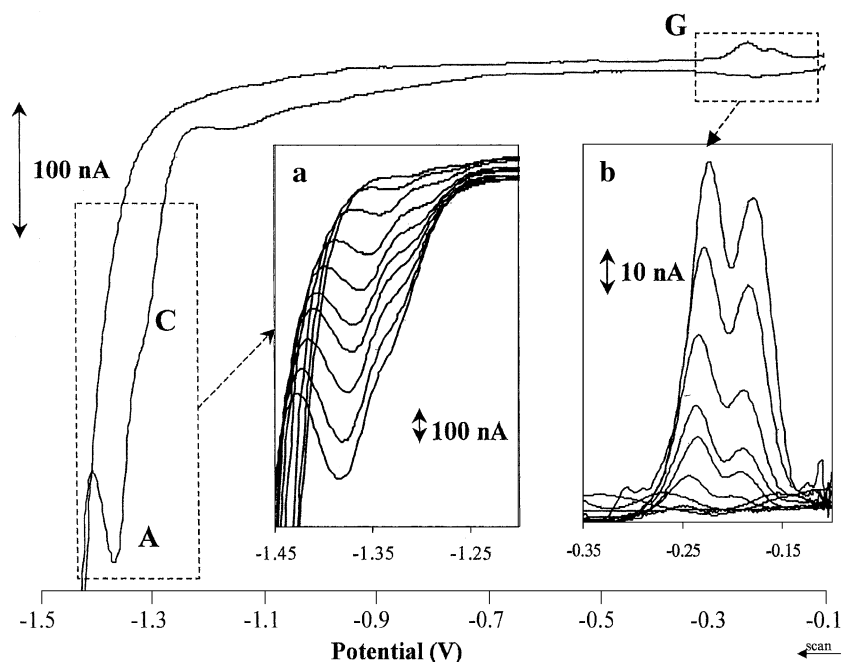 G
100 nA
a
b
10 nA
C
100 nA
A
-1.45 -1.35 -1.25
-0.35 -0.25 -0.15
-1.5 -1.3 -1.1 -0.9 -0.7 -0.5 -0.3 -0.1
Potential (V)
scan